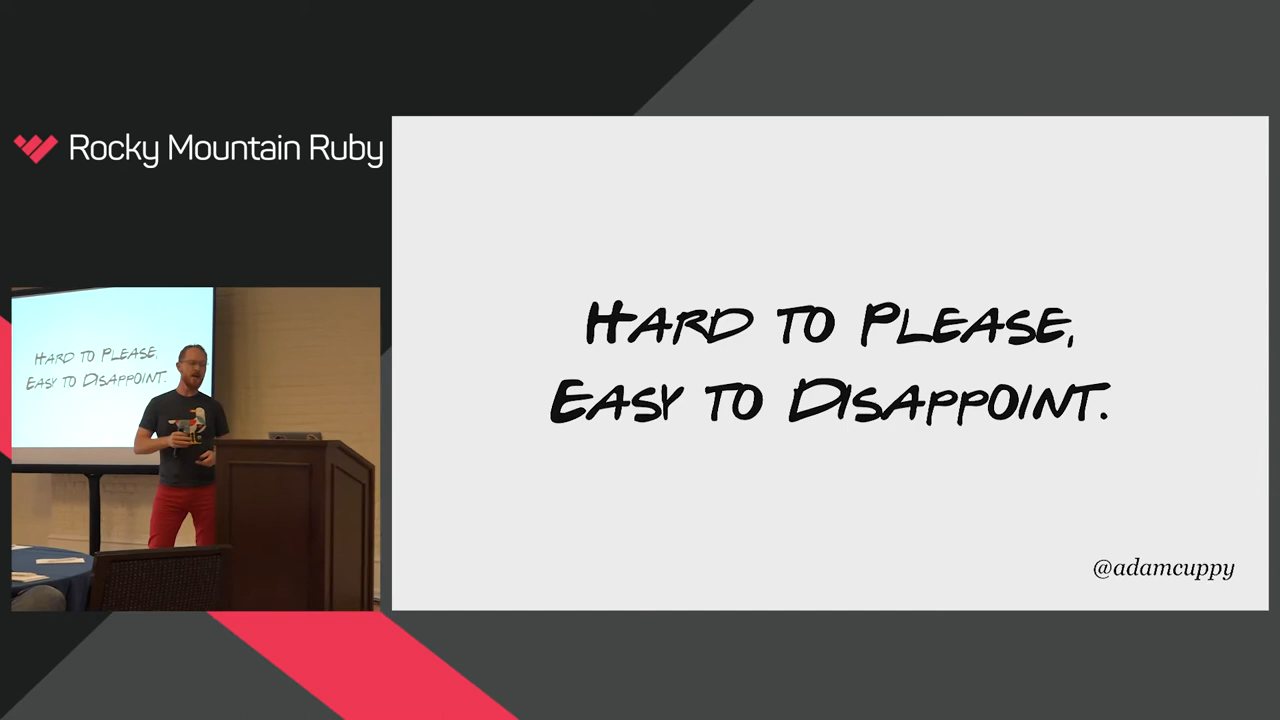 Rocky Mountain Ruby
HARD TO PLEASE,
EASY TO DISAPPOINT.
@adamcuppy
HARD TO PLEASE,
EASY TO DISAPPOINT.